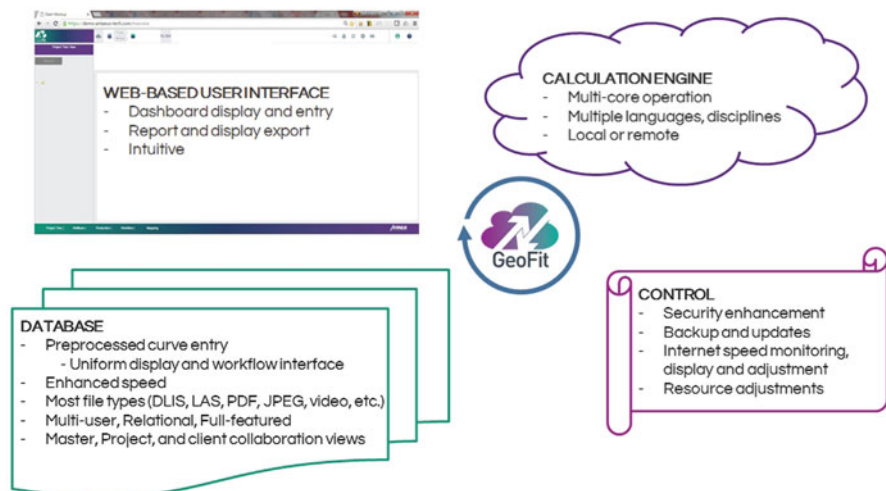 WEB-BASED USER INTERFACE
- Dashboard display and entry
- Report and display export
- Intuitive
CALCULATION ENGINE
- Multi-core operation
- Multiple languages, disciplines
- Local or remote
GeoFit
DATABASE
- Preprocessed curve entry
- Uniform display and workflow interface
- Enhanced speed
- Most file types (DLIS, LAS, PDF, JPEG, video, etc.)
- Multi-user, Relational, Full-featured
- Master, Project, and client collaboration views
CONTROL
- Security enhancement
- Backup and updates
- Internet speed monitoring,
display and adjustment
- Resource adjustments